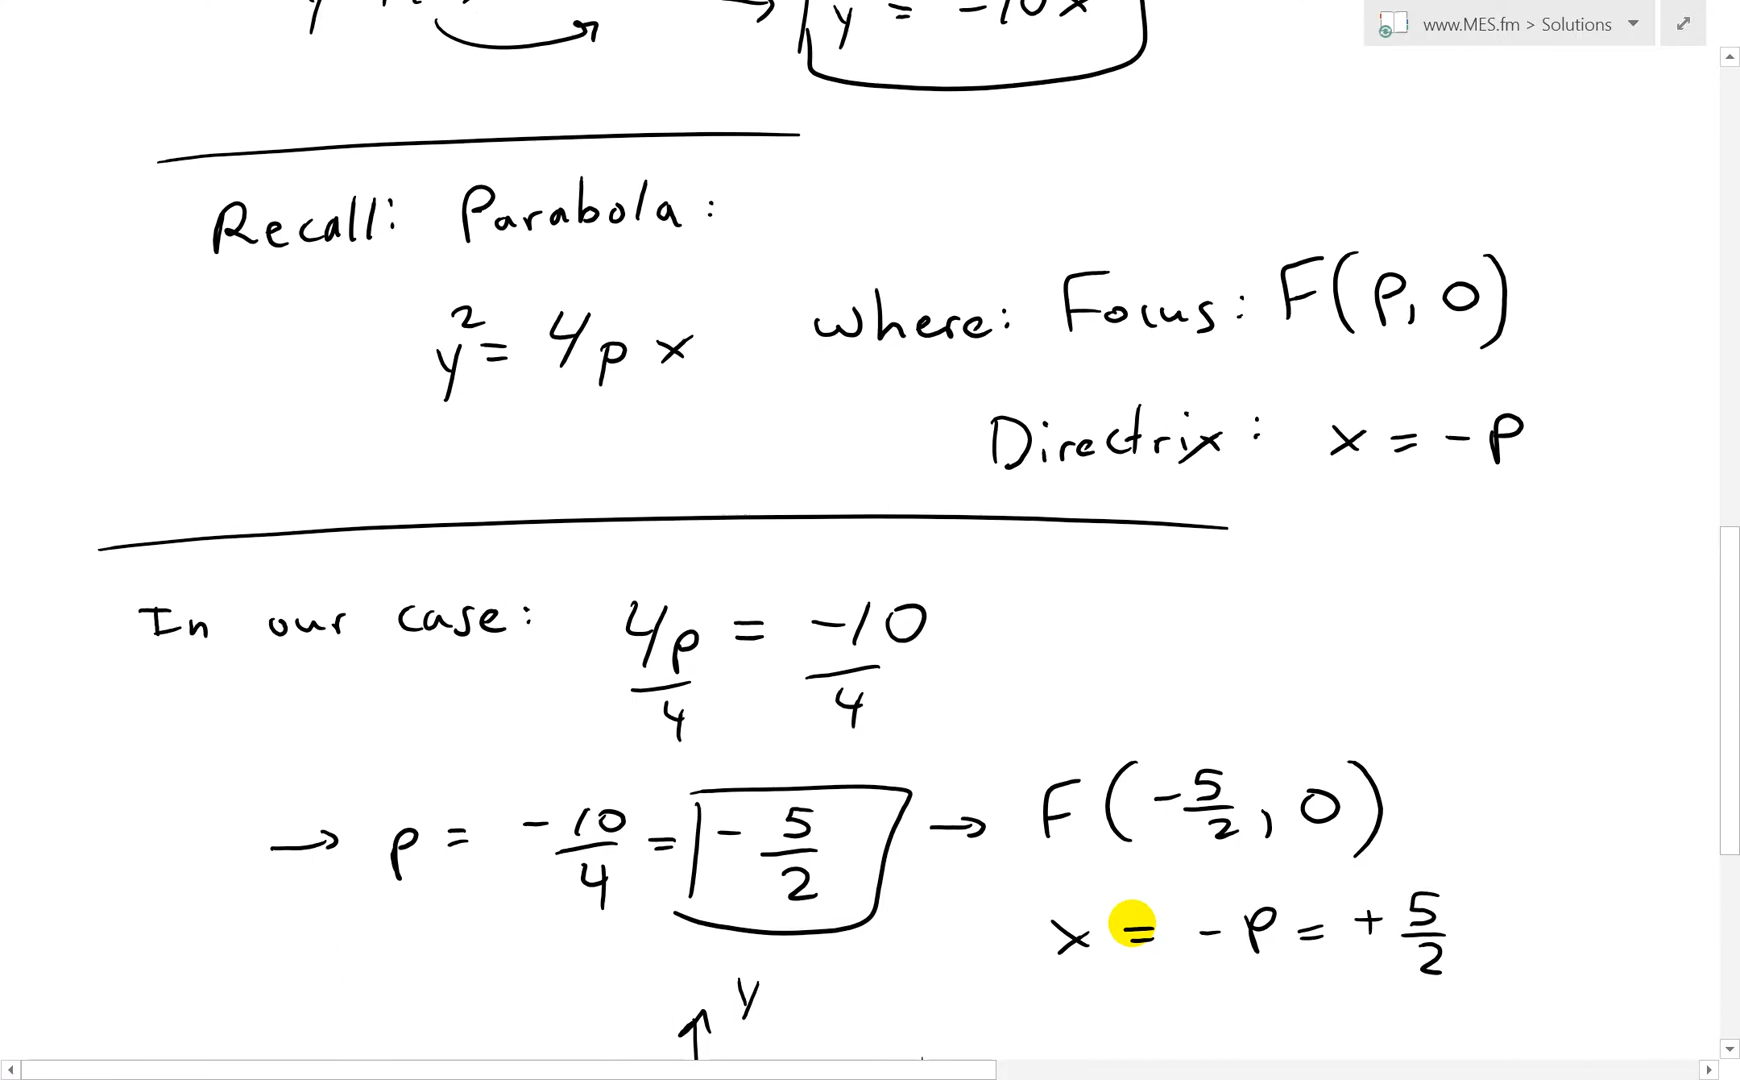 www.MES.fm > Solutions
y = -10x
Recall: Parabola:
y² = 4px where: Focus: F(p, 0)
Directrix: x = -p
In our case: 4p/4 = -10/4
→ p = -10/4 = -5/2 → F(-5/2, 0)
x = -p = +5/2
y